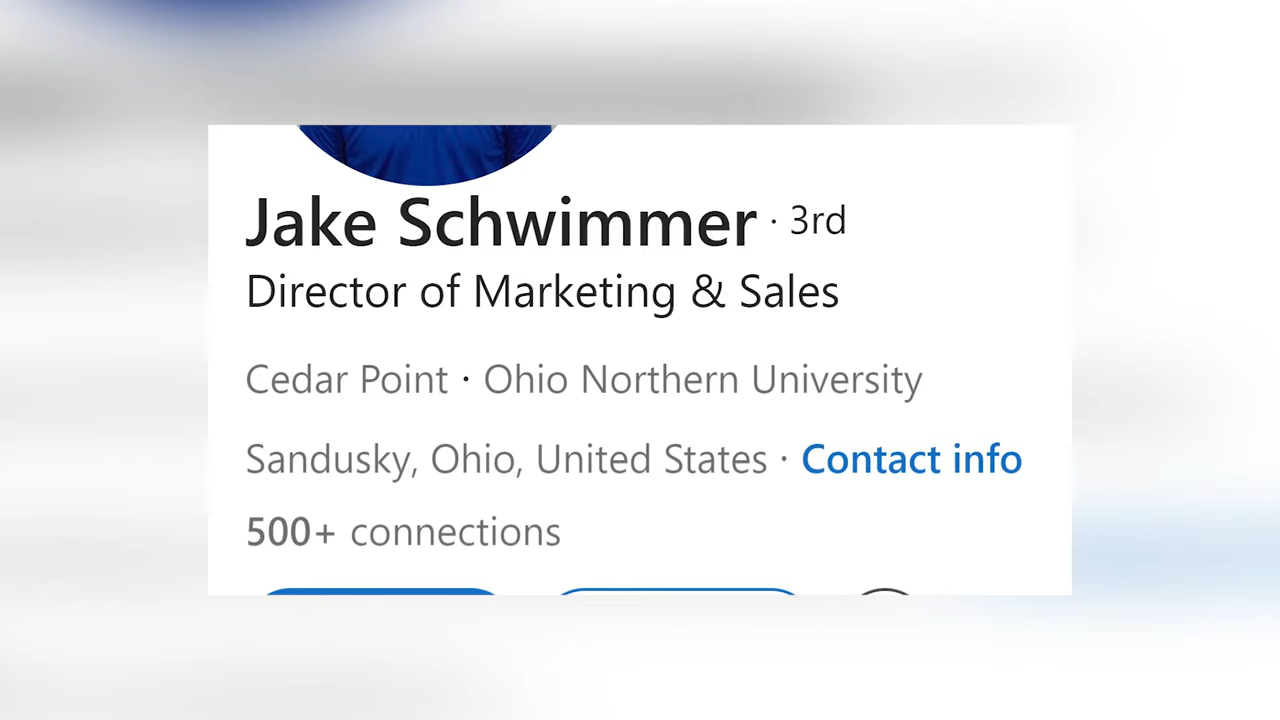 Jake Schwimmer · 3rd
Director of Marketing & Sales
Cedar Point · Ohio Northern University
Sandusky, Ohio, United States · Contact info
500+ connections